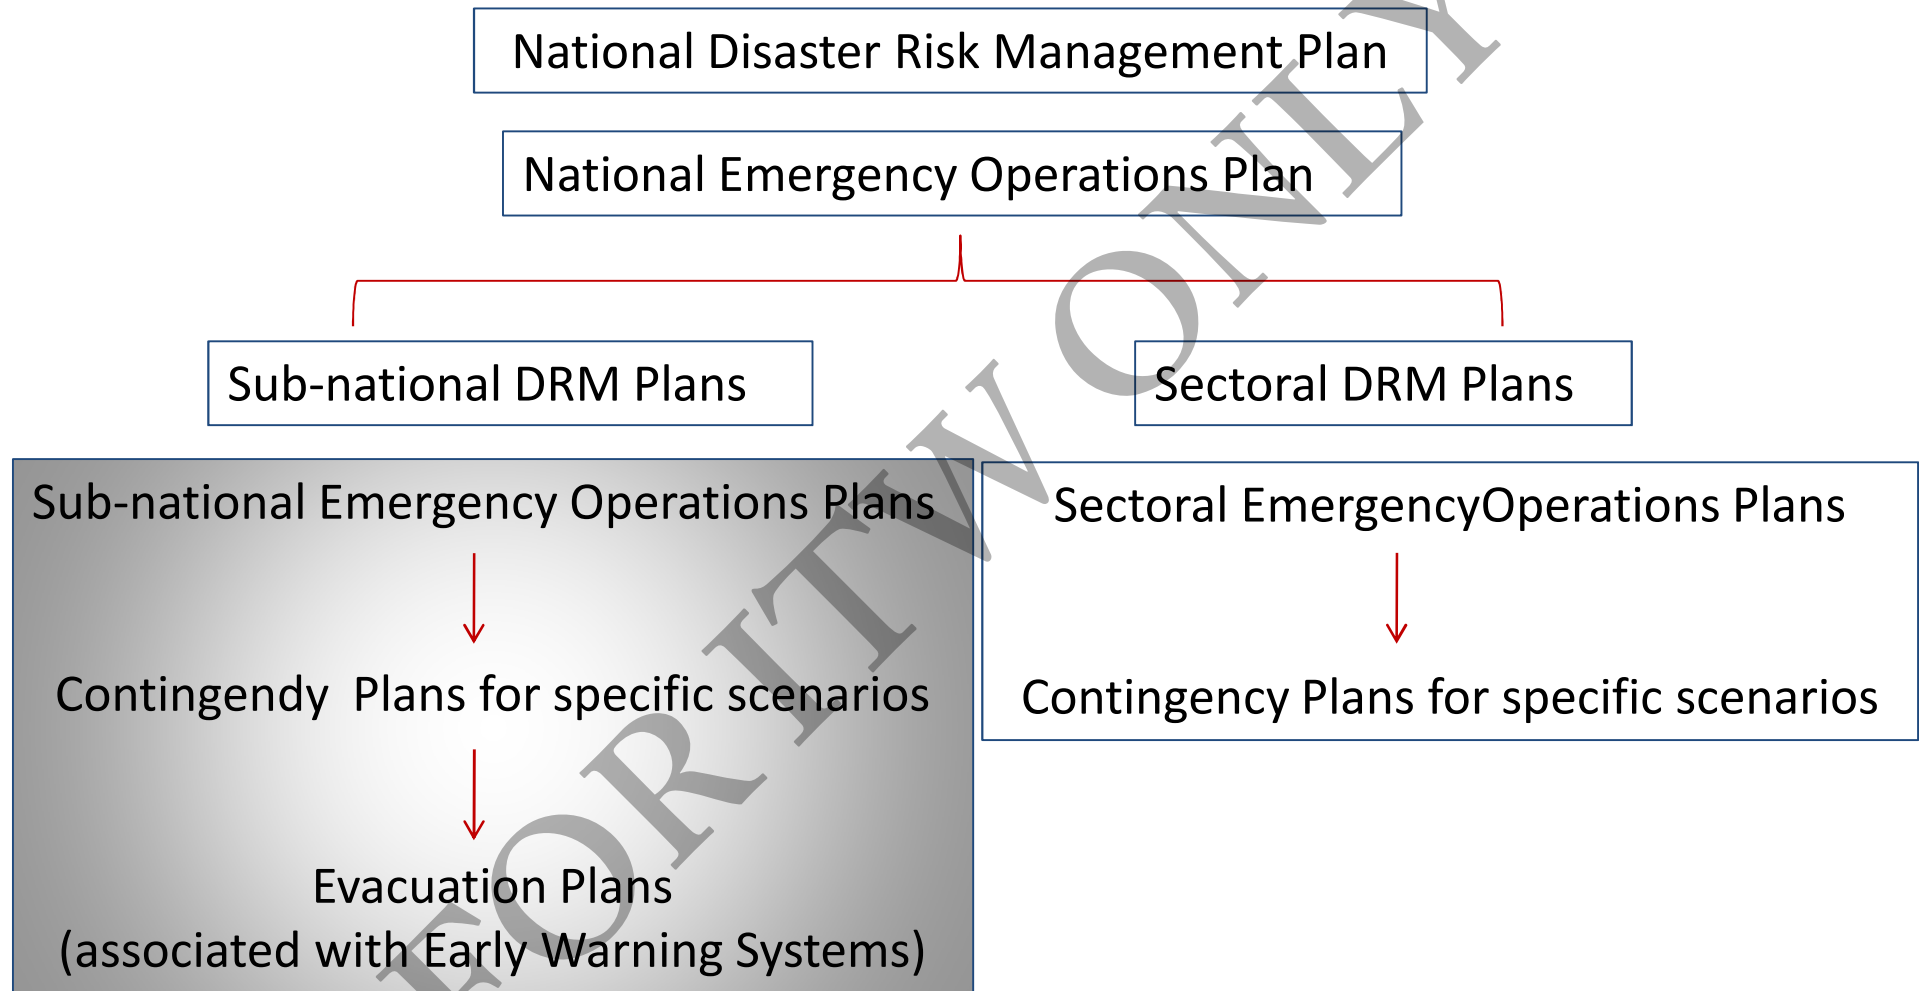 National Disaster Risk Management Plan
National Emergency Operations Plan
Sub-national DRM Plans
Sectoral DRM Plans
Sub-national Emergency Operations Plans
Contingendy Plans for specific scenarios
Evacuation Plans
(associated with Early Warning Systems)
Sectoral EmergencyOperations Plans
Contingency Plans for specific scenarios
FOR ITW ONLY